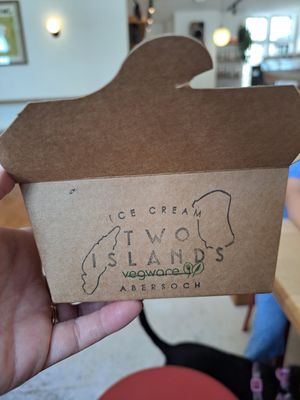 ICE CREAM
TWO
ISLANDS
vegware
ABERSOCH